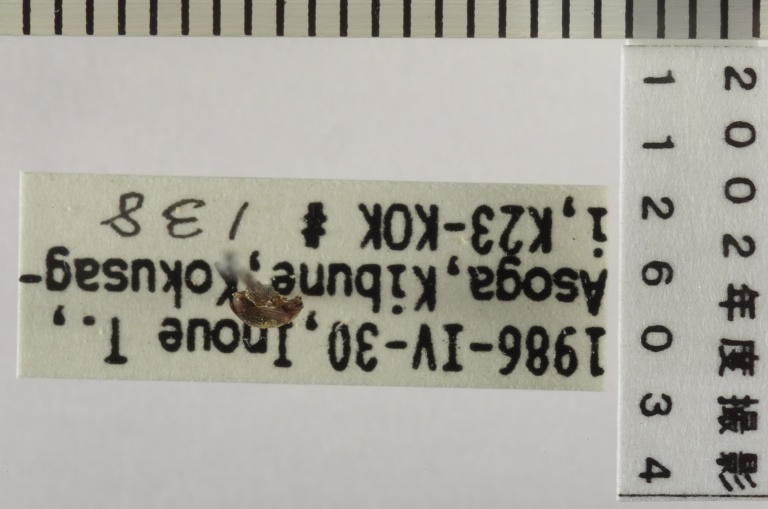 1986-IV-30, Inoue T.,
Asoga, Kibune, Kokusag-
i, K23-KOK # 138
2002年度撮影
1126034